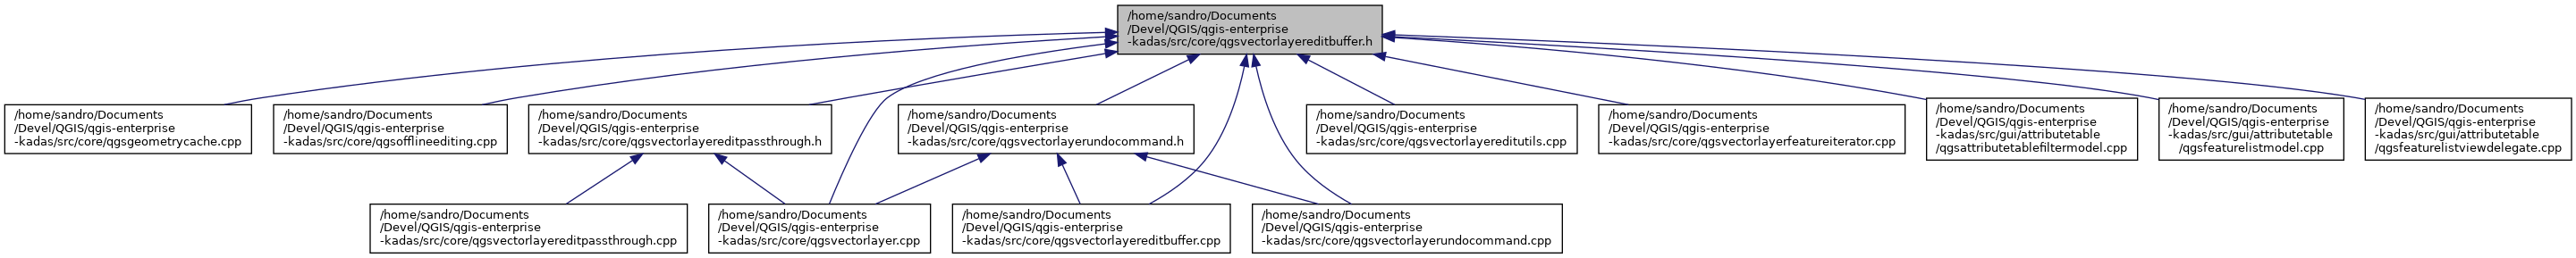 /home/sandro/Documents
/Devel/QGIS/qgis-enterprise
-kadas/src/core/qgsvectorlayereditbuffer.h
/home/sandro/Documents
/Devel/QGIS/qgis-enterprise
-kadas/src/core/qgsgeometrycache.cpp
/home/sandro/Documents
/Devel/QGIS/qgis-enterprise
-kadas/src/core/qgsofflineediting.cpp
/home/sandro/Documents
/Devel/QGIS/qgis-enterprise
-kadas/src/core/qgsvectorlayereditpassthrough.h
/home/sandro/Documents
/Devel/QGIS/qgis-enterprise
-kadas/src/core/qgsvectorlayerundocommand.h
/home/sandro/Documents
/Devel/QGIS/qgis-enterprise
-kadas/src/core/qgsvectorlayereditutils.cpp
/home/sandro/Documents
/Devel/QGIS/qgis-enterprise
-kadas/src/core/qgsvectorlayerfeatureiterator.cpp
/home/sandro/Documents
/Devel/QGIS/qgis-enterprise
-kadas/src/gui/attributetable
/qgsattributetablefiltermodel.cpp
/home/sandro/Documents
/Devel/QGIS/qgis-enterprise
-kadas/src/gui/attributetable
/qgsfeaturelistmodel.cpp
/home/sandro/Documents
/Devel/QGIS/qgis-enterprise
-kadas/src/gui/attributetable
/qgsfeaturelistviewdelegate.cpp
/home/sandro/Documents
/Devel/QGIS/qgis-enterprise
-kadas/src/core/qgsvectorlayereditpassthrough.cpp
/home/sandro/Documents
/Devel/QGIS/qgis-enterprise
-kadas/src/core/qgsvectorlayer.cpp
/home/sandro/Documents
/Devel/QGIS/qgis-enterprise
-kadas/src/core/qgsvectorlayereditbuffer.cpp
/home/sandro/Documents
/Devel/QGIS/qgis-enterprise
-kadas/src/core/qgsvectorlayerundocommand.cpp